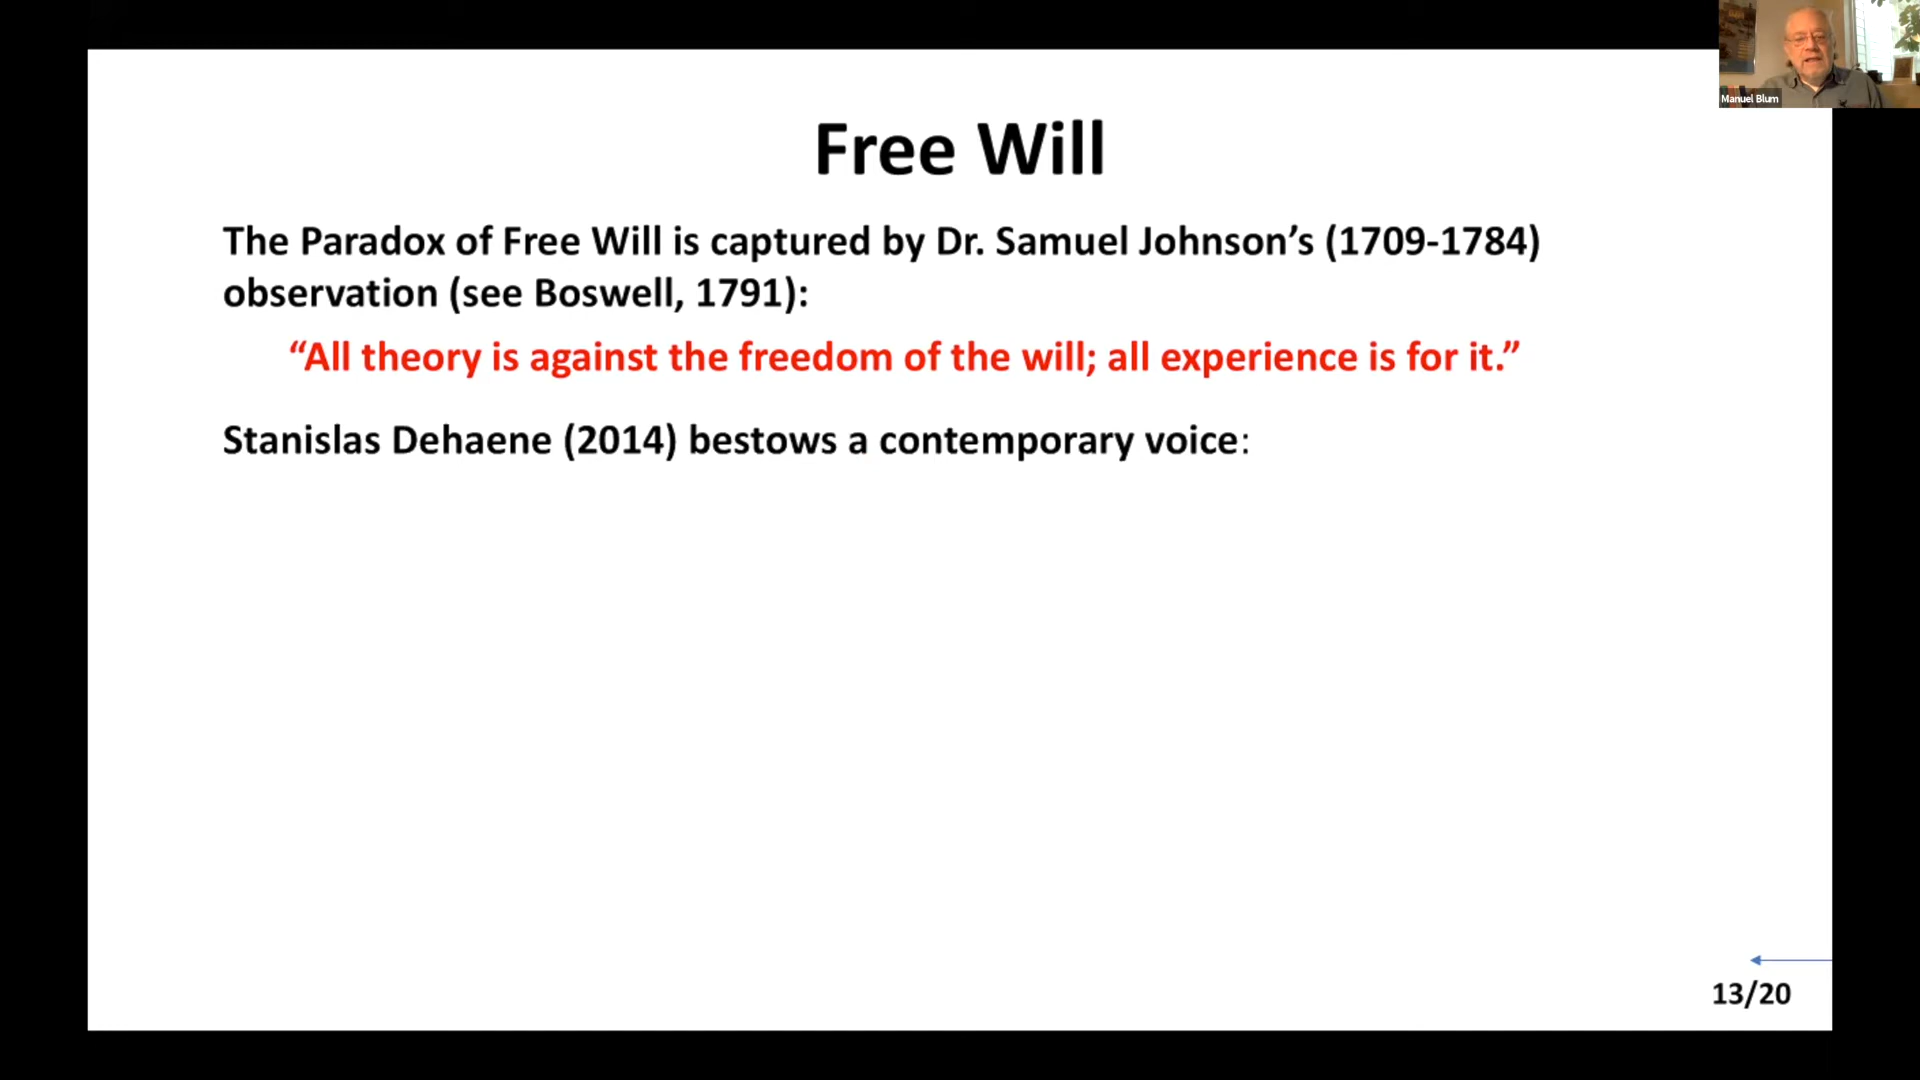 Manuel Blum
Free Will
The Paradox of Free Will is captured by Dr. Samuel Johnson’s (1709-1784)
observation (see Boswell, 1791):
“All theory is against the freedom of the will; all experience is for it.”
Stanislas Dehaene (2014) bestows a contemporary voice:
13/20